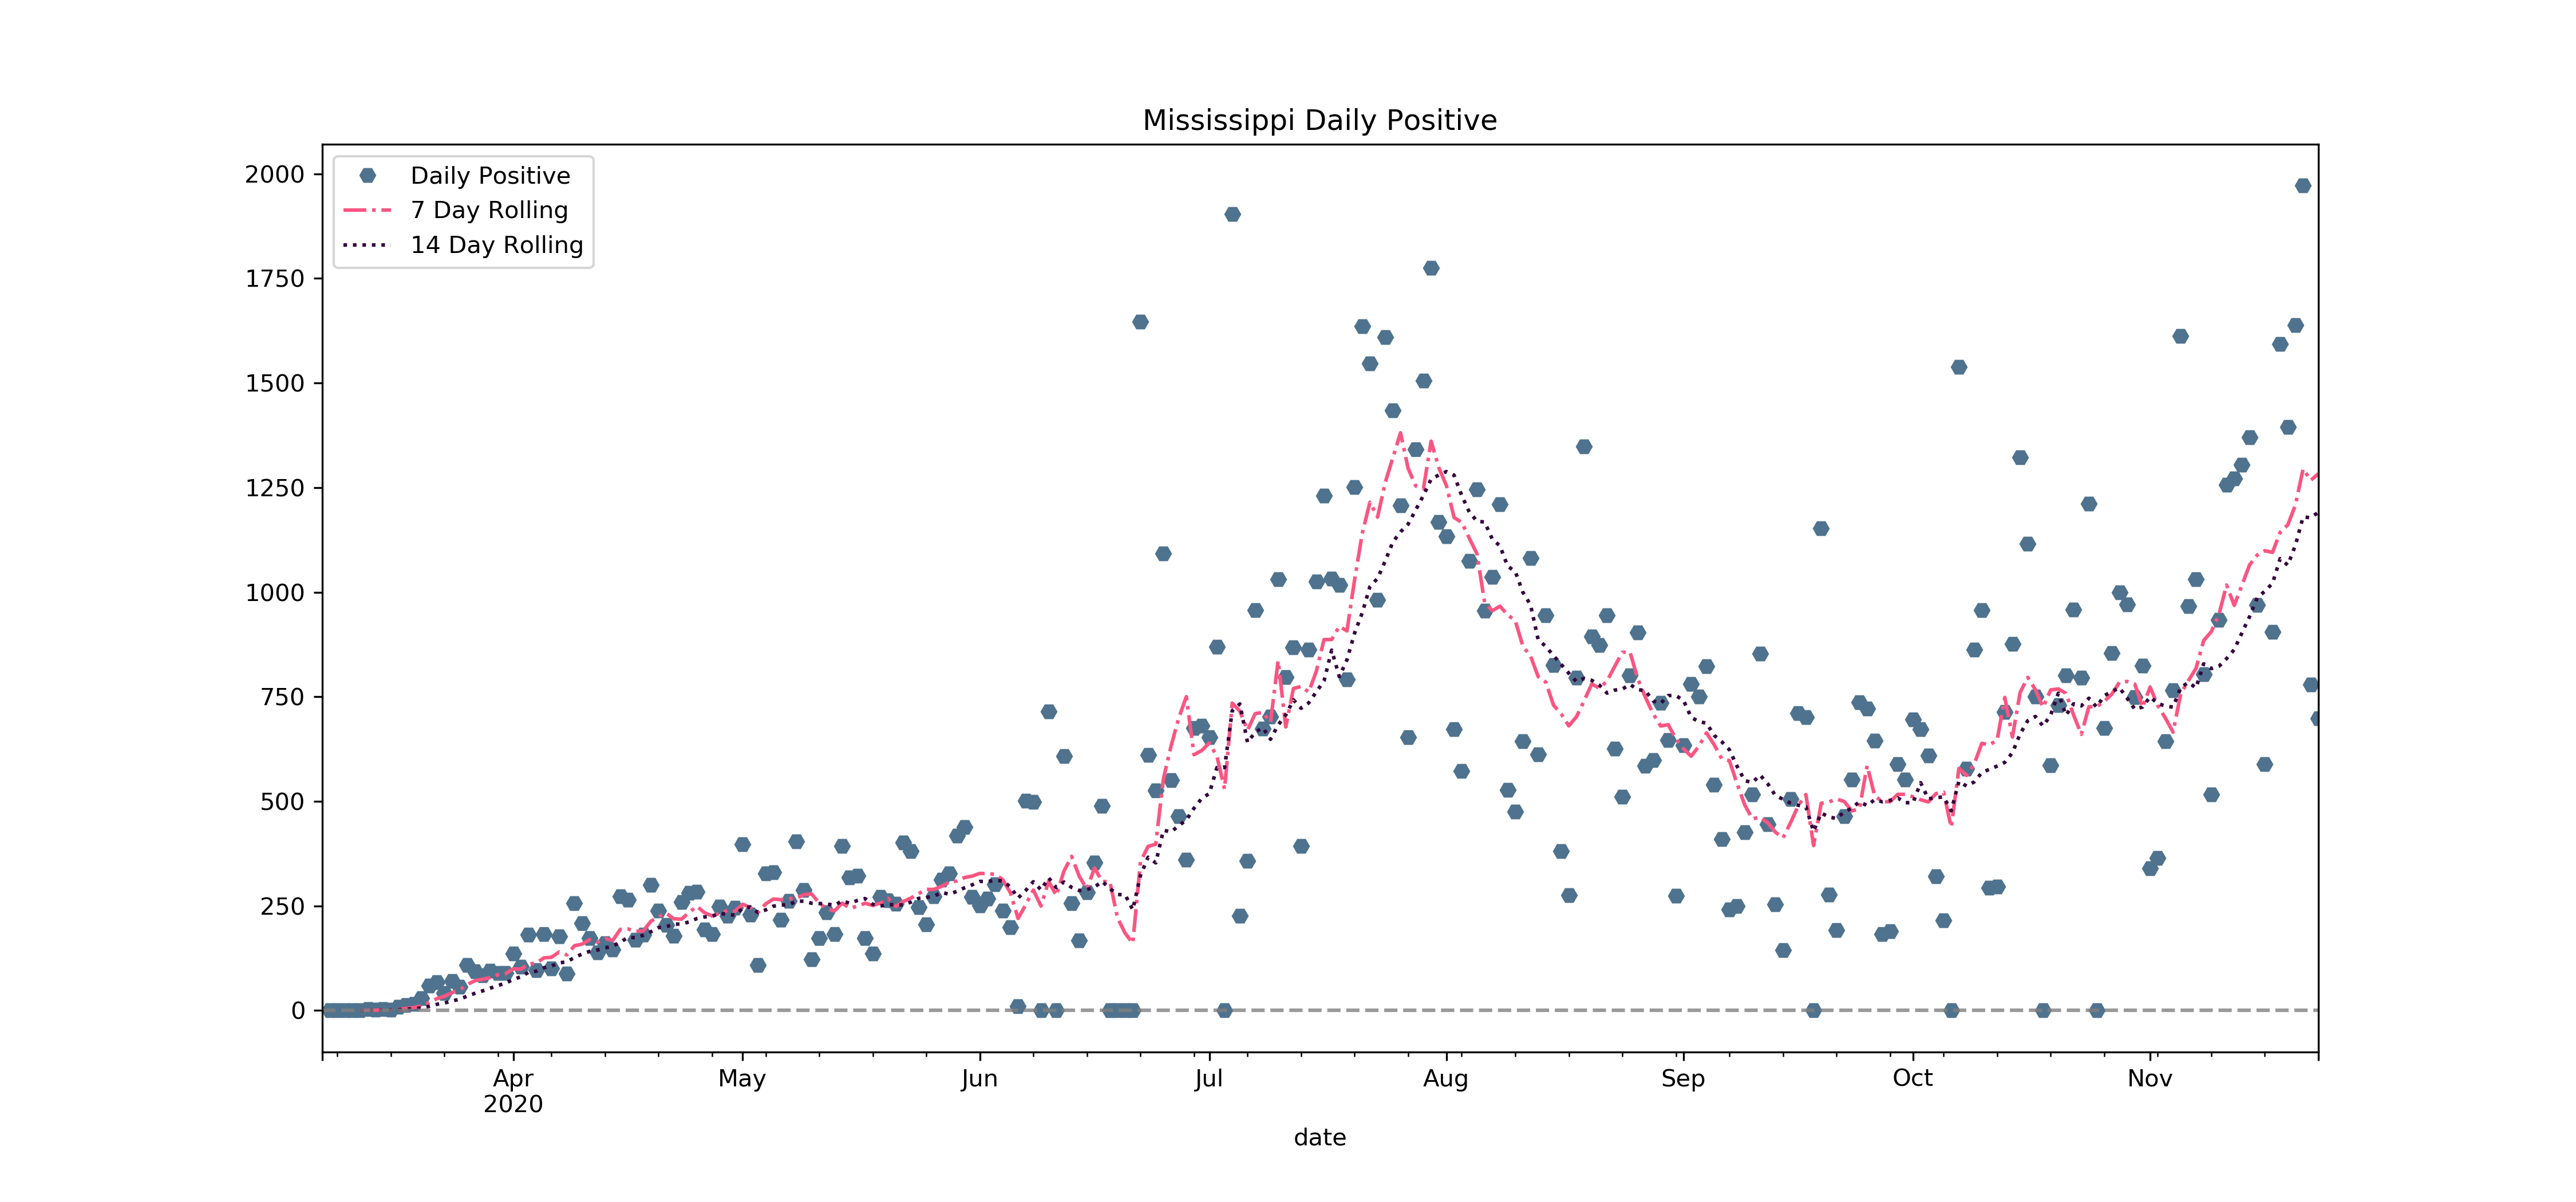 Mississippi Daily Positive
Daily Positive
7 Day Rolling
14 Day Rolling
2000
1750
1500
1250
1000
750
500
250
0
Apr May Jun Jul Aug Sep Oct Nov
2020
date